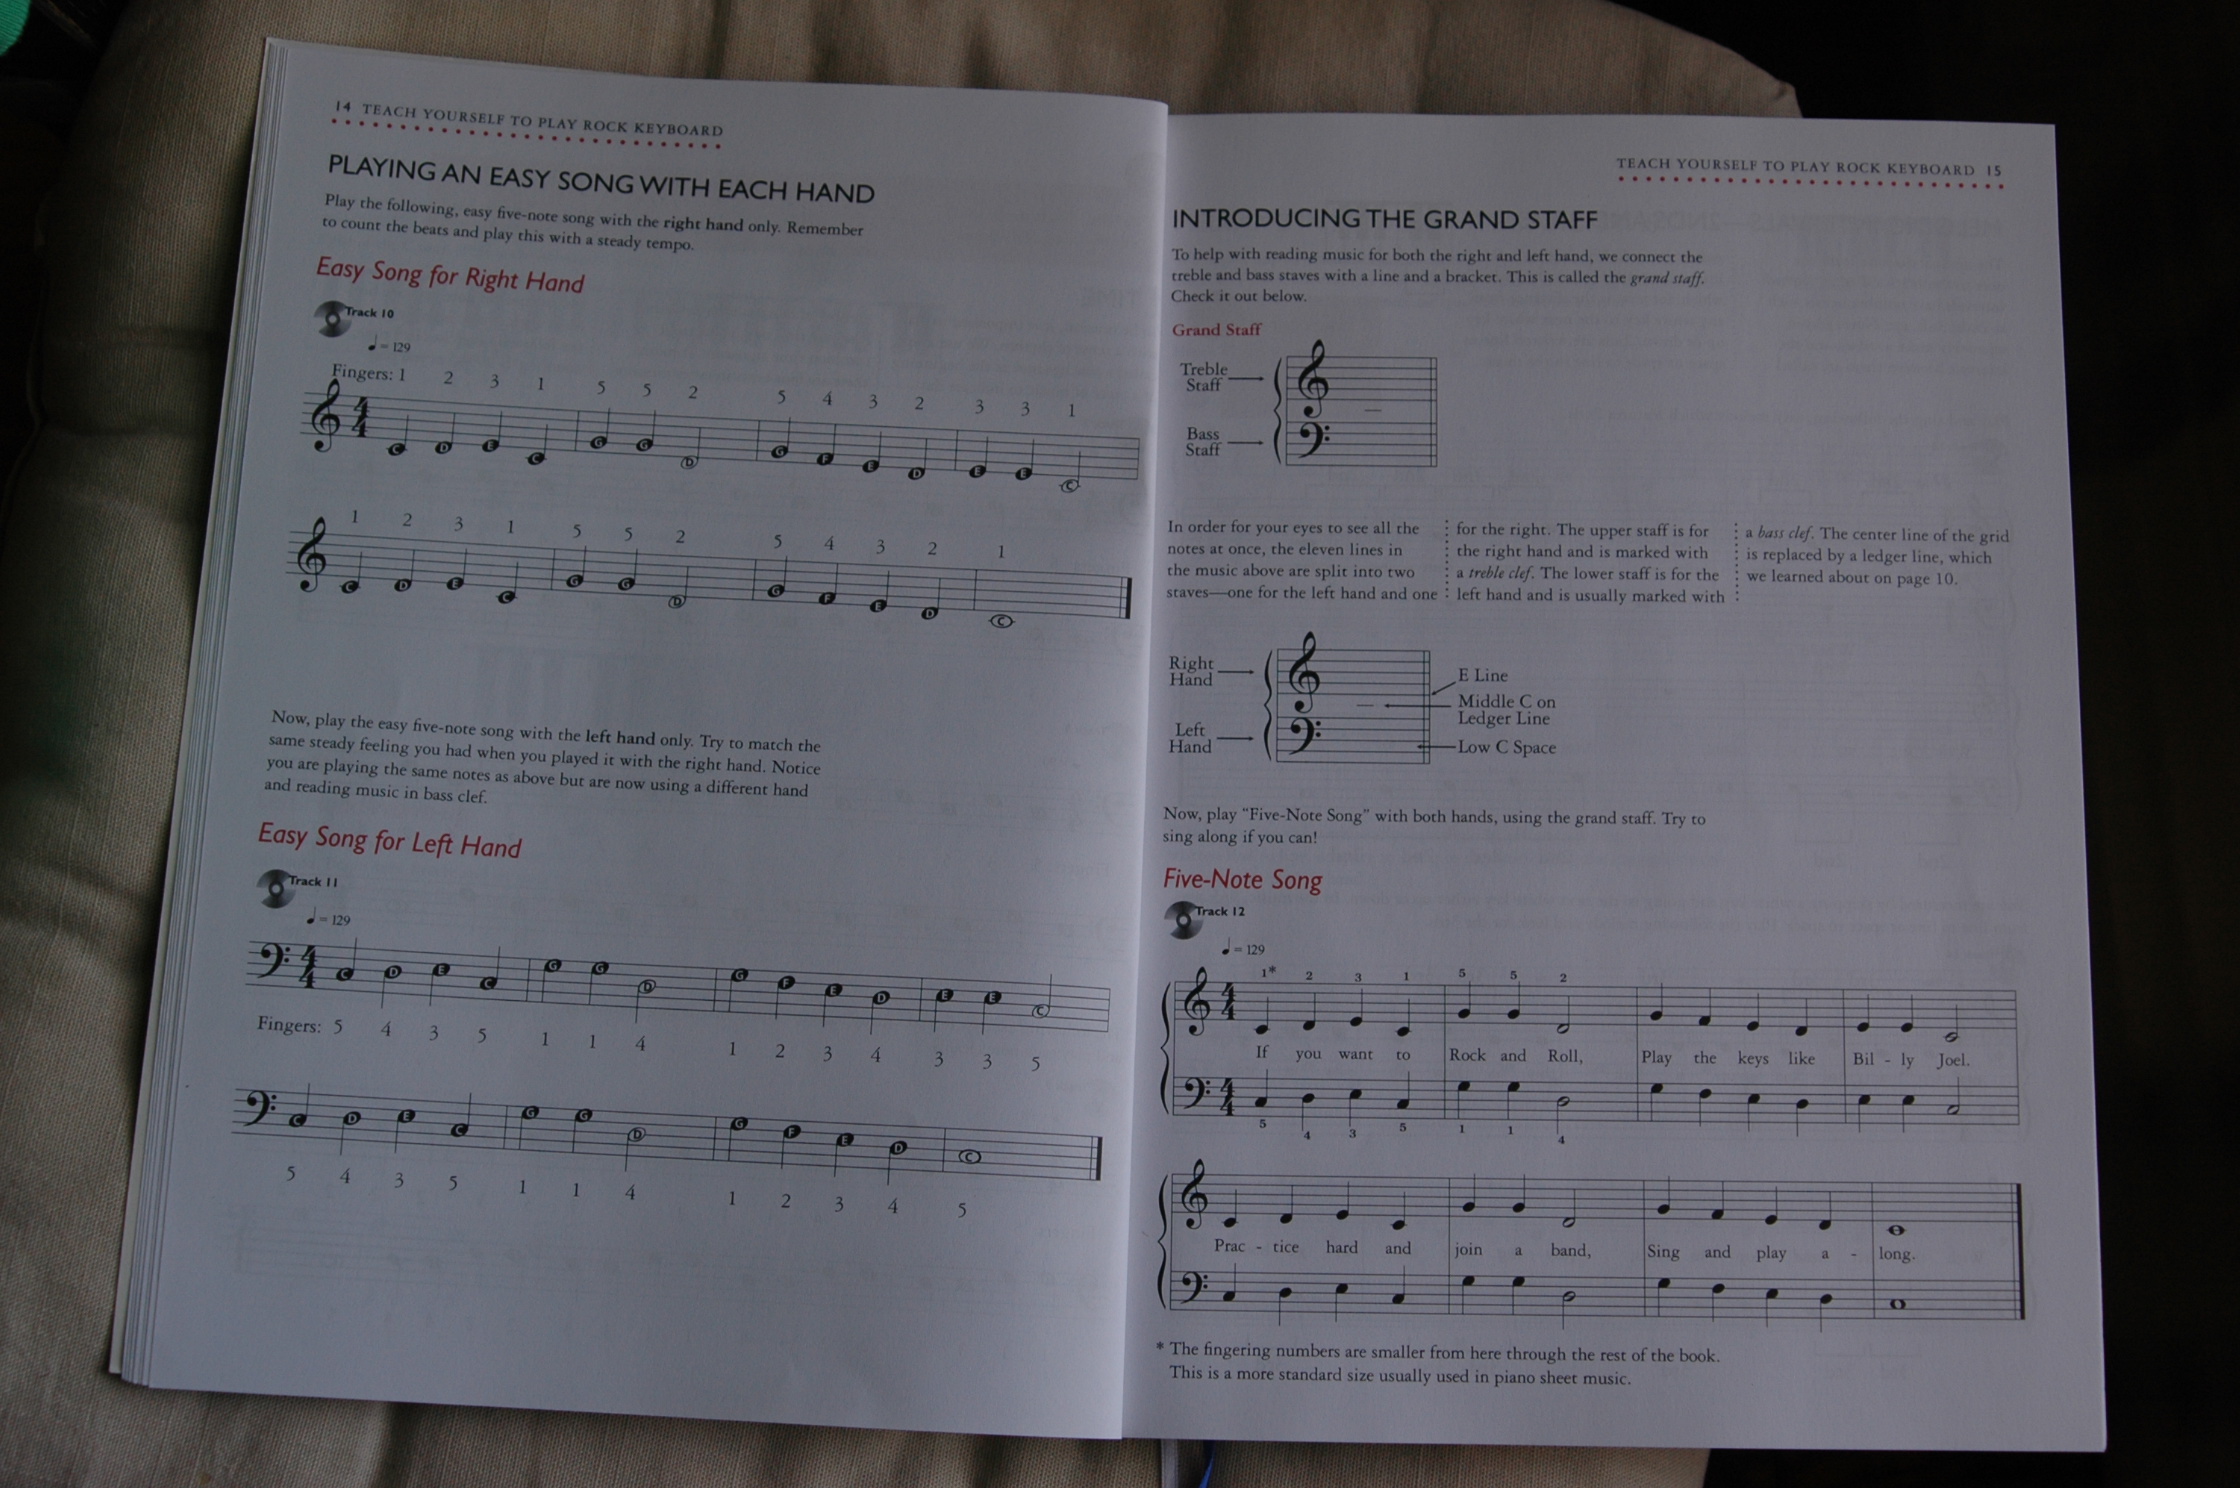 14 TEACH YOURSELF TO PLAY ROCK KEYBOARD
PLAYING AN EASY SONG WITH EACH HAND
Play the following, easy five-note song with the right hand only. Remember
to count the beats and play this with a steady tempo.
Easy Song for Right Hand
Track 10
♩ = 129
Fingers: 1 2 3 1 5 5 2 5 4 3 2 3 3 1
4
4
C D E C G G D G F E D E E C
1 2 3 1 5 5 2 5 4 3 2 1
C D E C G G D G F E D C
Now, play the easy five-note song with the left hand only. Try to match the
same steady feeling you had when you played it with the right hand. Notice
you are playing the same notes as above but are now using a different hand
and reading music in bass clef.
Easy Song for Left Hand
Track 11
♩ = 129
4
4
C D E C G G D G F E D E E C
Fingers: 5 4 3 5 1 1 4 1 2 3 4 3 3 5
C D E C G G D G F E D C
5 4 3 5 1 1 4 1 2 3 4 5
TEACH YOURSELF TO PLAY ROCK KEYBOARD 15
INTRODUCING THE GRAND STAFF
To help with reading music for both the right and left hand, we connect the
treble and bass staves with a line and a bracket. This is called the grand staff.
Check it out below.
Grand Staff
Treble
Staff
Bass
Staff
In order for your eyes to see all the
notes at once, the eleven lines in
the music above are split into two
staves—one for the left hand and one
for the right. The upper staff is for
the right hand and is marked with
a treble clef. The lower staff is for the
left hand and is usually marked with
a bass clef. The center line of the grid
is replaced by a ledger line, which
we learned about on page 10.
Right
Hand
Left
Hand
E Line
Middle C on
Ledger Line
Low C Space
Now, play “Five-Note Song” with both hands, using the grand staff. Try to
sing along if you can!
Five-Note Song
Track 12
♩ = 129
1* 2 3 1 5 5 2
4
4
If you want to Rock and Roll, Play the keys like Bil - ly Joel.
4
4
5 4 3 5 1 1 4
Prac - tice hard and join a band, Sing and play a - long.
* The fingering numbers are smaller from here through the rest of the book.
This is a more standard size usually used in piano sheet music.